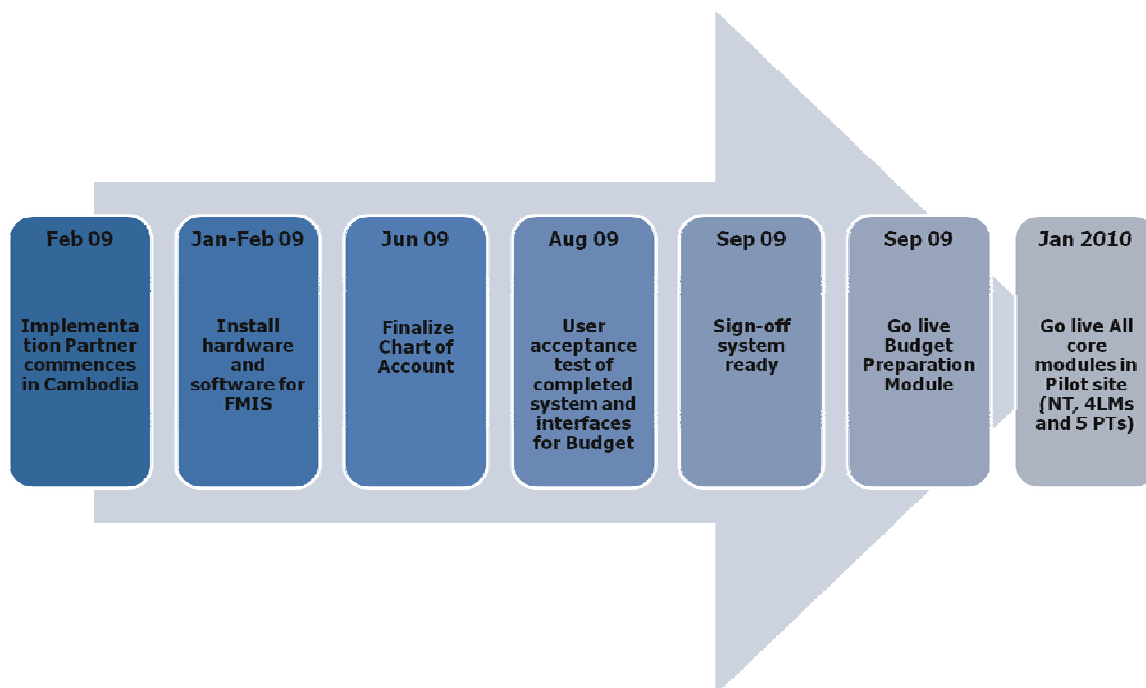 Feb 09
Implementa
tion Partner
commences
in Cambodia
Jan-Feb 09
Install
hardware
and
software for
FMIS
Jun 09
Finalize
Chart of
Account
Aug 09
User
acceptance
test of
completed
system and
interfaces
for Budget
Sep 09
Sign-off
system
ready
Sep 09
Go live
Budget
Preparation
Module
Jan 2010
Go live All
core
modules in
Pilot site
(NT, 4LMs
and 5 PTs)